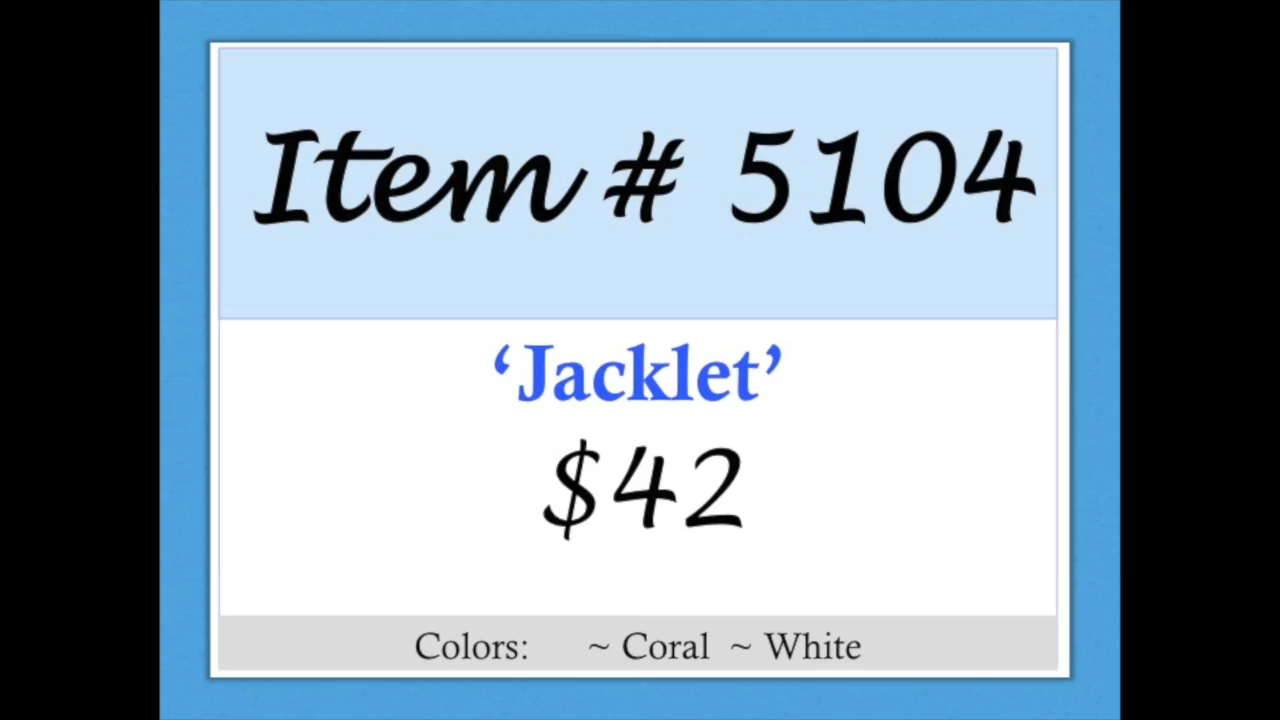 Item # 5104
‘Jacklet’
$42
Colors: ~ Coral ~ White